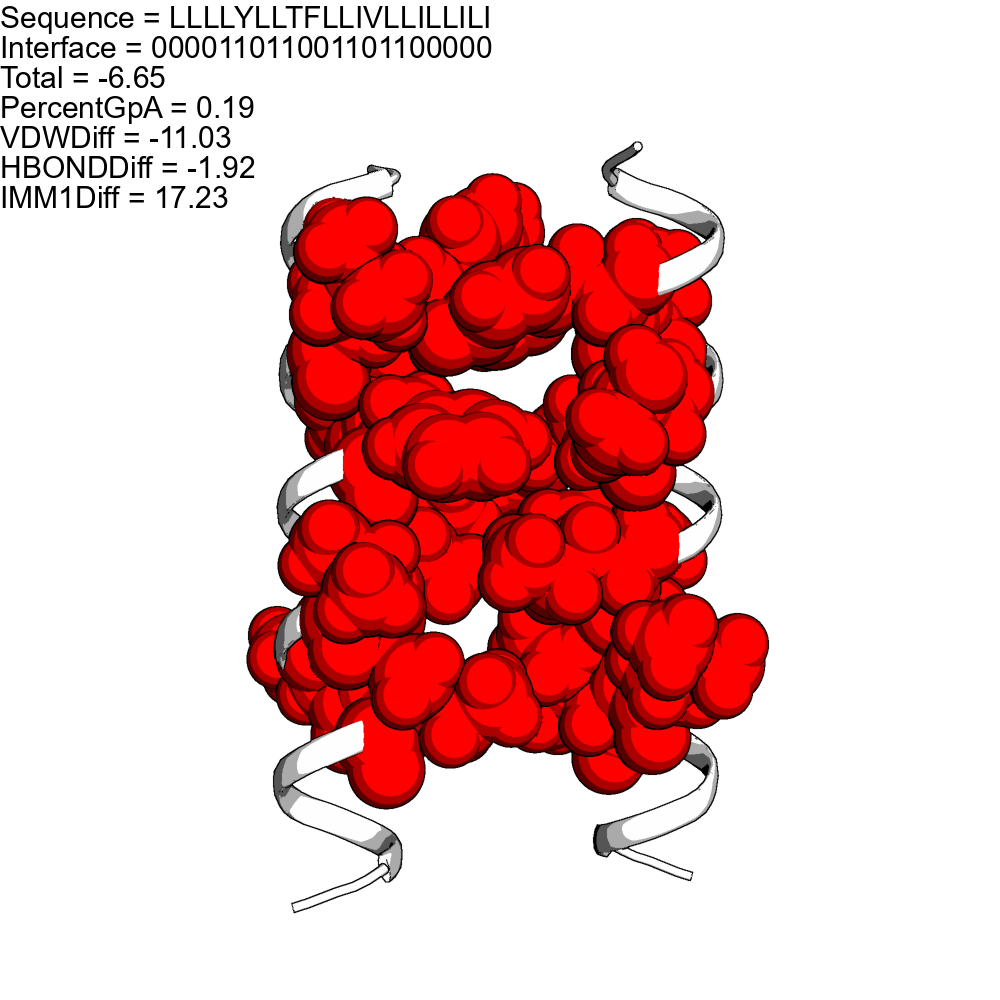 Sequence = LLLLYLLTFLLIVLLILLILI
Interface = 000011011001101100000
Total = -6.65
PercentGpA = 0.19
VDWDiff = -11.03
HBONDDiff = -1.92
IMM1Diff = 17.23